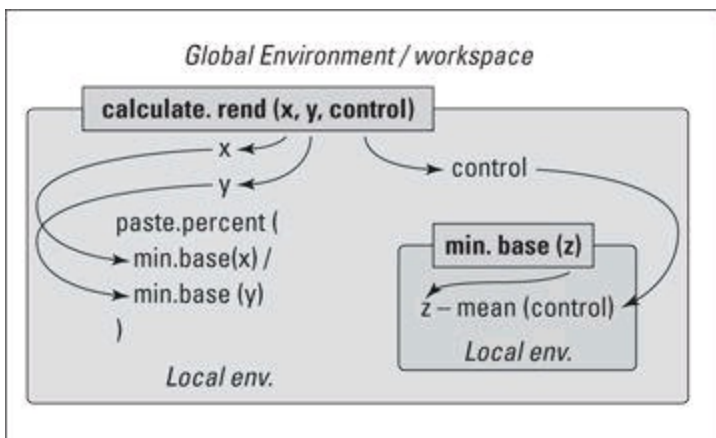 Global Environment / workspace
calculate. rend (x, y, control)
x
y
paste.percent (
min.base(x) /
min.base (y)
)
Local env.
control
min. base (z)
z – mean (control)
Local env.